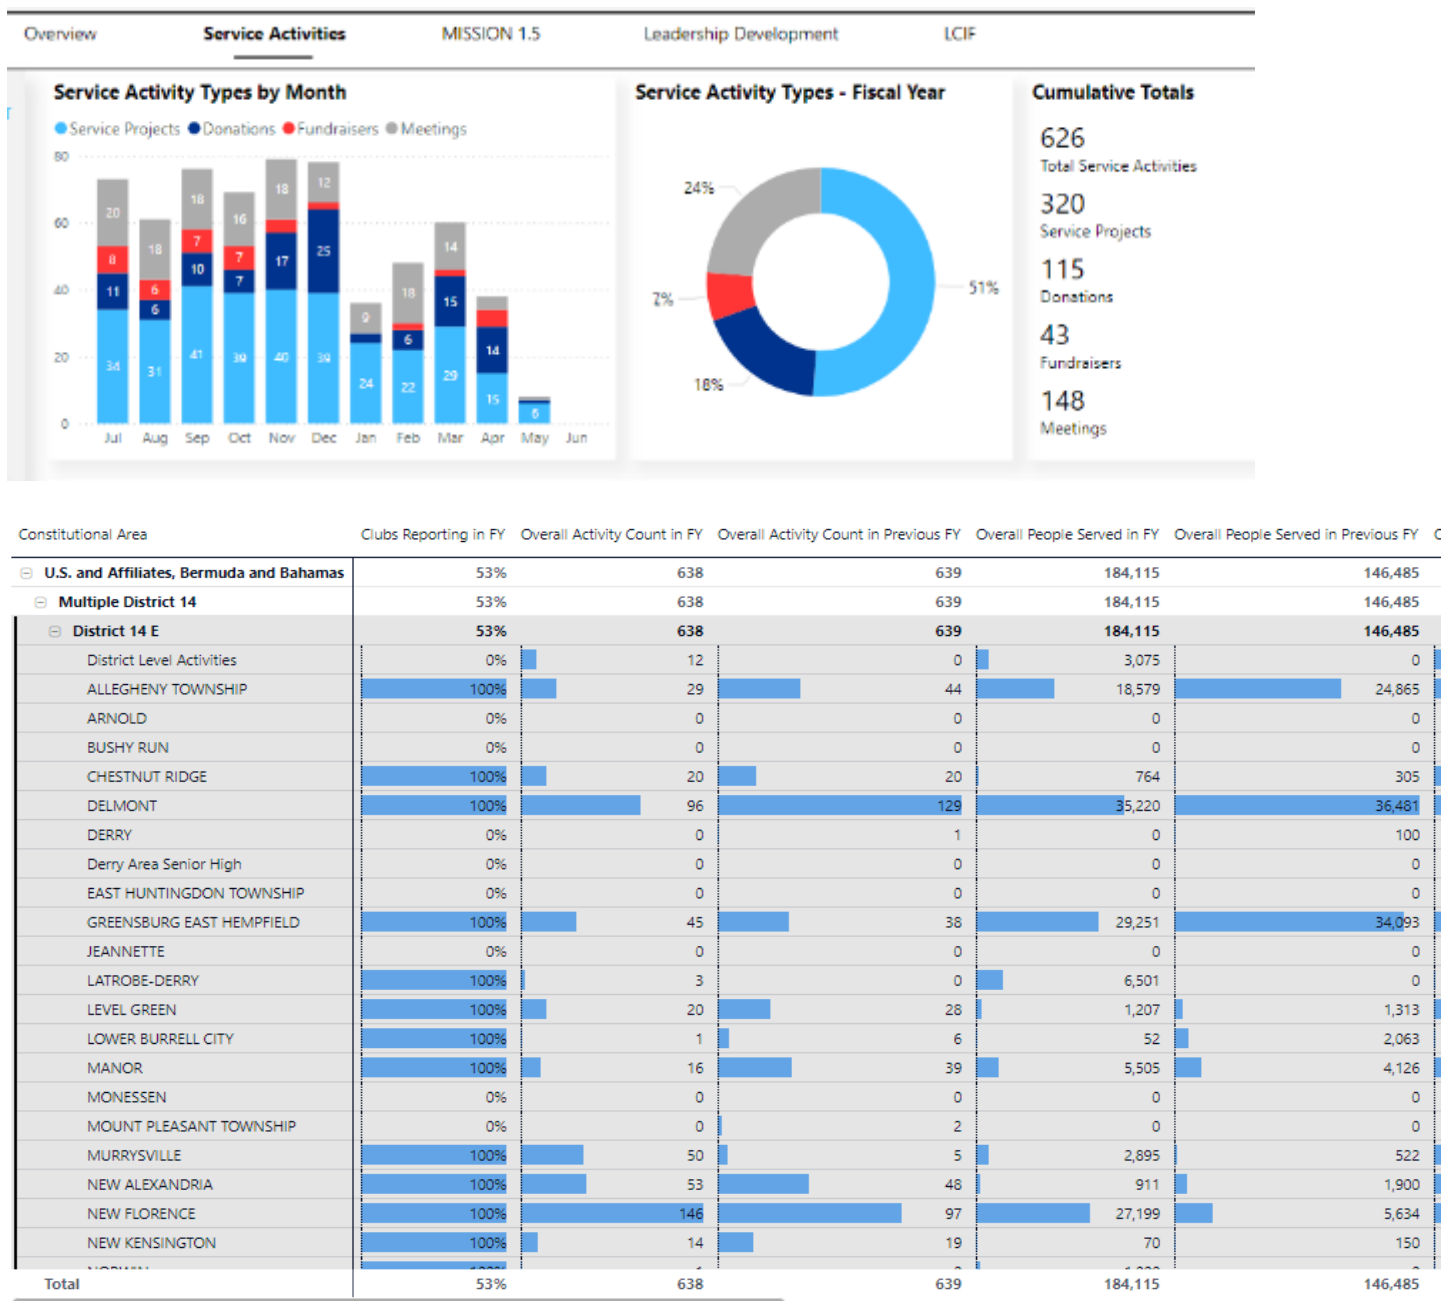 Overview Service Activities MISSION 1.5 Leadership Development LCIF
Service Activity Types by Month
Service Projects Donations Fundraisers Meetings
80
60
40
20
0
20 18 18 16 18 12 9 18 14
8 6 7 7
11 6 10 7 17 25 6 15 14
34 31 41 39 40 39 24 22 29 15 6
Jul Aug Sep Oct Nov Dec Jan Feb Mar Apr May Jun
Service Activity Types - Fiscal Year
24%
7%
51%
18%
Cumulative Totals
626
Total Service Activities
320
Service Projects
115
Donations
43
Fundraisers
148
Meetings
Constitutional Area Clubs Reporting in FY Overall Activity Count in FY Overall Activity Count in Previous FY Overall People Served in FY Overall People Served in Previous FY
U.S. and Affiliates, Bermuda and Bahamas 53% 638 639 184,115 146,485
Multiple District 14 53% 638 639 184,115 146,485
District 14 E 53% 638 639 184,115 146,485
District Level Activities 0% 12 0 3,075 0
ALLEGHENY TOWNSHIP 100% 29 44 18,579 24,865
ARNOLD 0% 0 0 0 0
BUSHY RUN 0% 0 0 0 0
CHESTNUT RIDGE 100% 20 20 764 305
DELMONT 100% 96 129 35,220 36,481
DERRY 0% 0 1 0 100
Derry Area Senior High 0% 0 0 0 0
EAST HUNTINGDON TOWNSHIP 0% 0 0 0 0
GREENSBURG EAST HEMPFIELD 100% 45 38 29,251 34,093
JEANNETTE 0% 0 0 0 0
LATROBE-DERRY 100% 3 0 6,501 0
LEVEL GREEN 100% 20 28 1,207 1,313
LOWER BURRELL CITY 100% 1 6 52 2,063
MANOR 100% 16 39 5,505 4,126
MONESSEN 0% 0 0 0 0
MOUNT PLEASANT TOWNSHIP 0% 0 2 0 0
MURRYSVILLE 100% 50 5 2,895 522
NEW ALEXANDRIA 100% 53 48 911 1,900
NEW FLORENCE 100% 146 97 27,199 5,634
NEW KENSINGTON 100% 14 19 70 150
Total 53% 638 639 184,115 146,485